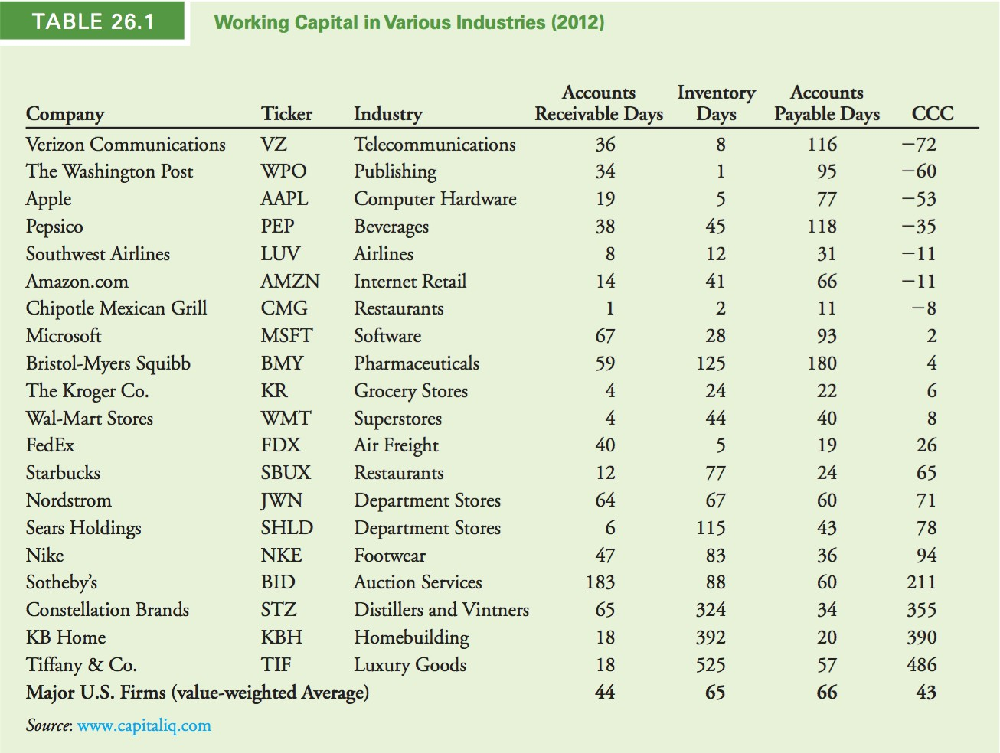 TABLE 26.1 Working Capital in Various Industries (2012)
Accounts Inventory Accounts
Company Ticker Industry Receivable Days Days Payable Days CCC
Verizon Communications VZ Telecommunications 36 8 116 −72
The Washington Post WPO Publishing 34 1 95 −60
Apple AAPL Computer Hardware 19 5 77 −53
Pepsico PEP Beverages 38 45 118 −35
Southwest Airlines LUV Airlines 8 12 31 −11
Amazon.com AMZN Internet Retail 14 41 66 −11
Chipotle Mexican Grill CMG Restaurants 1 2 11 −8
Microsoft MSFT Software 67 28 93 2
Bristol-Myers Squibb BMY Pharmaceuticals 59 125 180 4
The Kroger Co. KR Grocery Stores 4 24 22 6
Wal-Mart Stores WMT Superstores 4 44 40 8
FedEx FDX Air Freight 40 5 19 26
Starbucks SBUX Restaurants 12 77 24 65
Nordstrom JWN Department Stores 64 67 60 71
Sears Holdings SHLD Department Stores 6 115 43 78
Nike NKE Footwear 47 83 36 94
Sotheby’s BID Auction Services 183 88 60 211
Constellation Brands STZ Distillers and Vintners 65 324 34 355
KB Home KBH Homebuilding 18 392 20 390
Tiffany & Co. TIF Luxury Goods 18 525 57 486
Major U.S. Firms (value-weighted Average) 44 65 66 43
Source: www.capitaliq.com